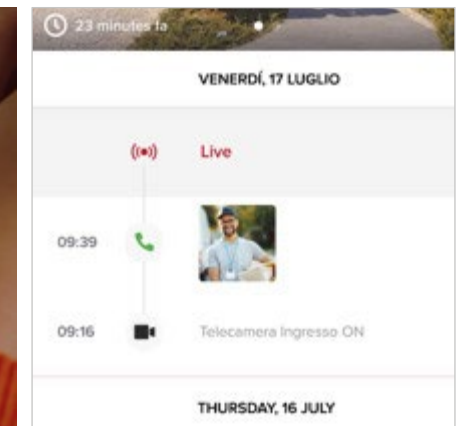 23 minutes fa
VENERDÍ, 17 LUGLIO
Live
09:39
09:16
Telecamera Ingresso ON
THURSDAY, 16 JULY